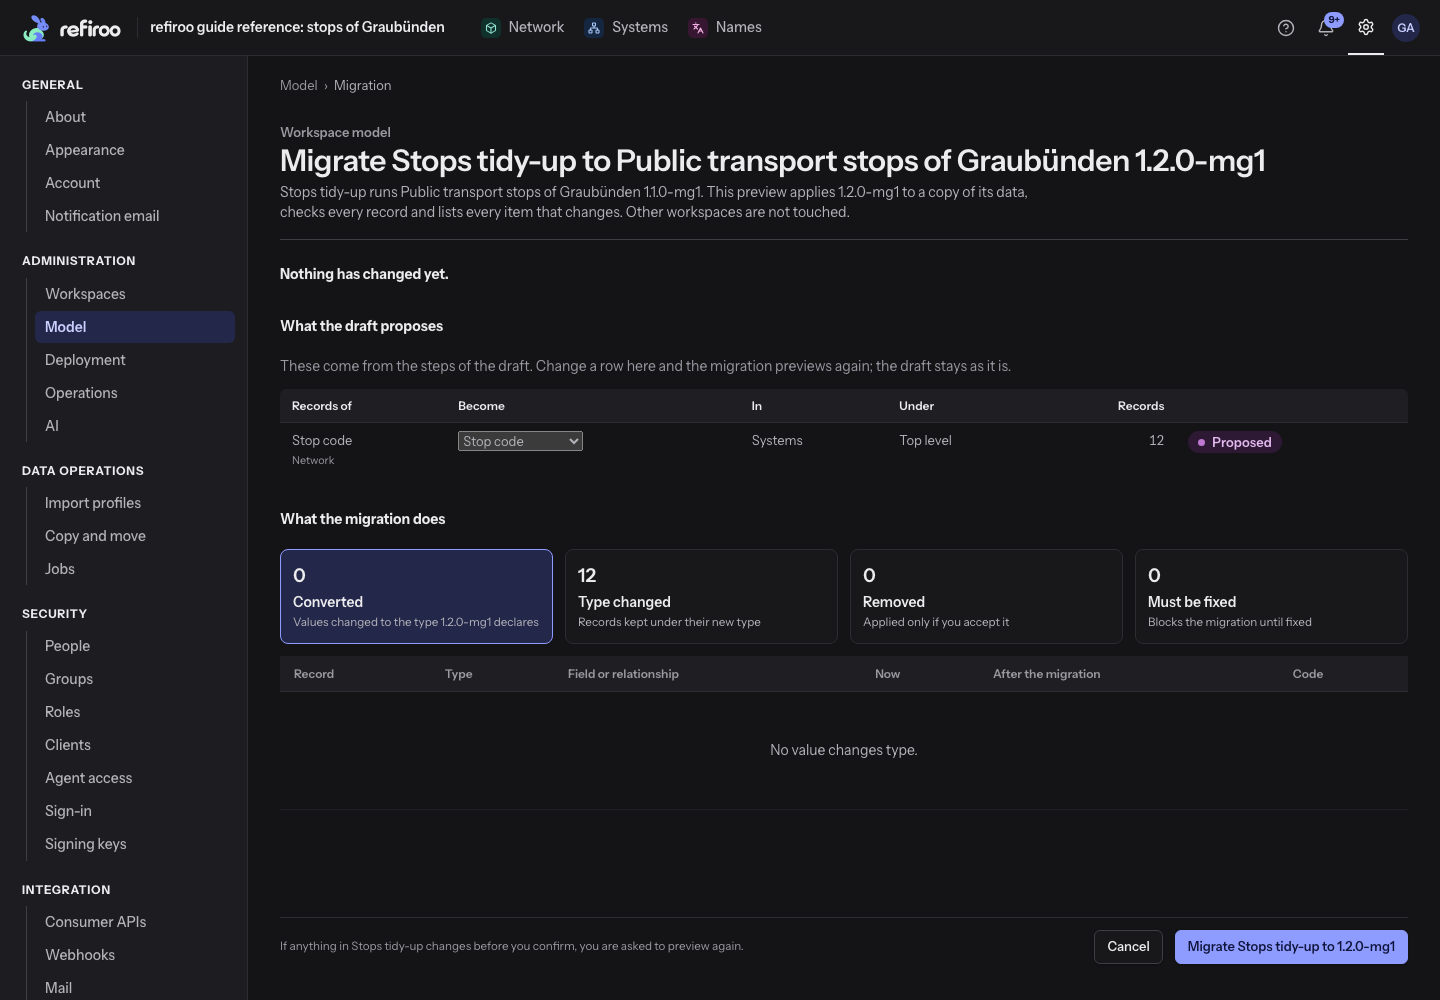 refiroo
refiroo guide reference: stops of Graubünden
Network
Systems
Names
9+
GA
GENERAL
About
Appearance
Account
Notification email
ADMINISTRATION
Workspaces
Model
Deployment
Operations
AI
DATA OPERATIONS
Import profiles
Copy and move
Jobs
SECURITY
People
Groups
Roles
Clients
Agent access
Sign-in
Signing keys
INTEGRATION
Consumer APIs
Webhooks
Mail
Model › Migration
Workspace model
Migrate Stops tidy-up to Public transport stops of Graubünden 1.2.0-mg1
Stops tidy-up runs Public transport stops of Graubünden 1.1.0-mg1. This preview applies 1.2.0-mg1 to a copy of its data,
checks every record and lists every item that changes. Other workspaces are not touched.
Nothing has changed yet.
What the draft proposes
These come from the steps of the draft. Change a row here and the migration previews again; the draft stays as it is.
Records of Become In Under Records
Stop code Stop code Systems Top level 12 Proposed
Network
What the migration does
0
Converted
Values changed to the type 1.2.0-mg1 declares
12
Type changed
Records kept under their new type
0
Removed
Applied only if you accept it
0
Must be fixed
Blocks the migration until fixed
Record Type Field or relationship Now After the migration Code
No value changes type.
If anything in Stops tidy-up changes before you confirm, you are asked to preview again.
Cancel
Migrate Stops tidy-up to 1.2.0-mg1